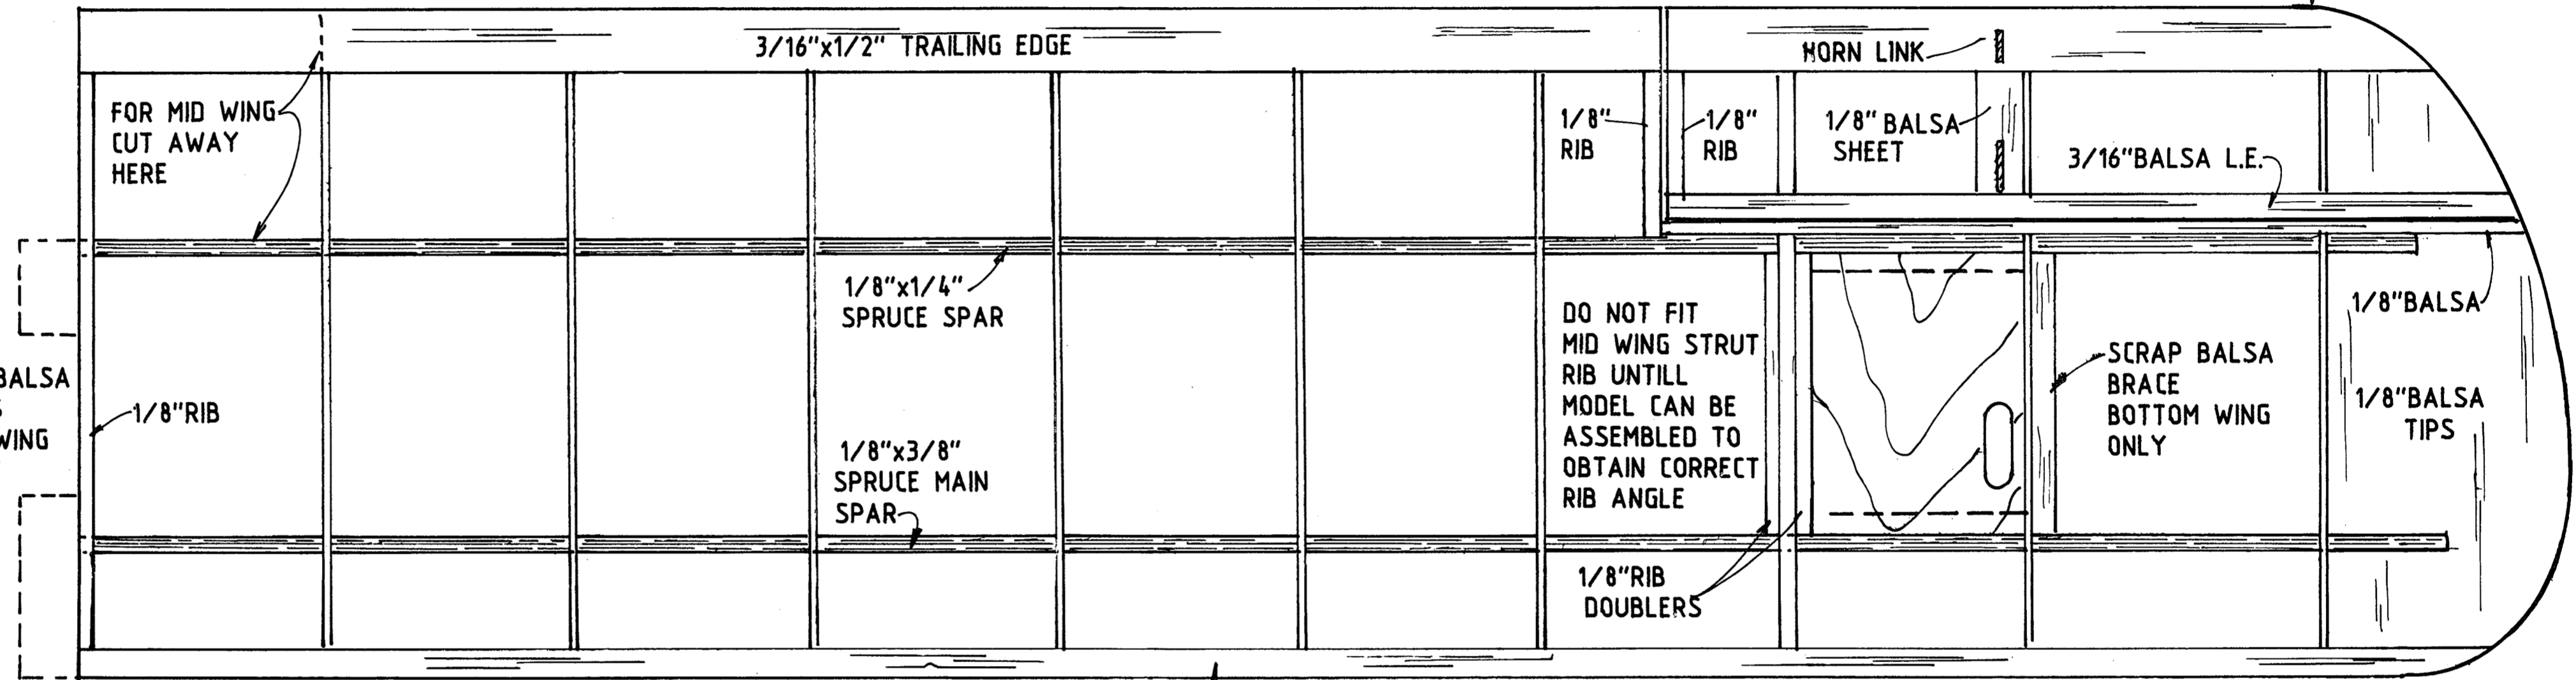 3/16"x1/2" TRAILING EDGE
HORN LINK
FOR MID WING
CUT AWAY
HERE
1/8"
RIB
1/8"
RIB
1/8" BALSA
SHEET
3/16"BALSA L.E.
1/8"x1/4"
SPRUCE SPAR
DO NOT FIT
MID WING STRUT
RIB UNTILL
MODEL CAN BE
ASSEMBLED TO
OBTAIN CORRECT
RIB ANGLE
1/8"BALSA
SCRAP BALSA
BRACE
BOTTOM WING
ONLY
1/8"BALSA
TIPS
BALSA
WING
1/8"RIB
1/8"x3/8"
SPRUCE MAIN
SPAR
1/8"RIB
DOUBLERS